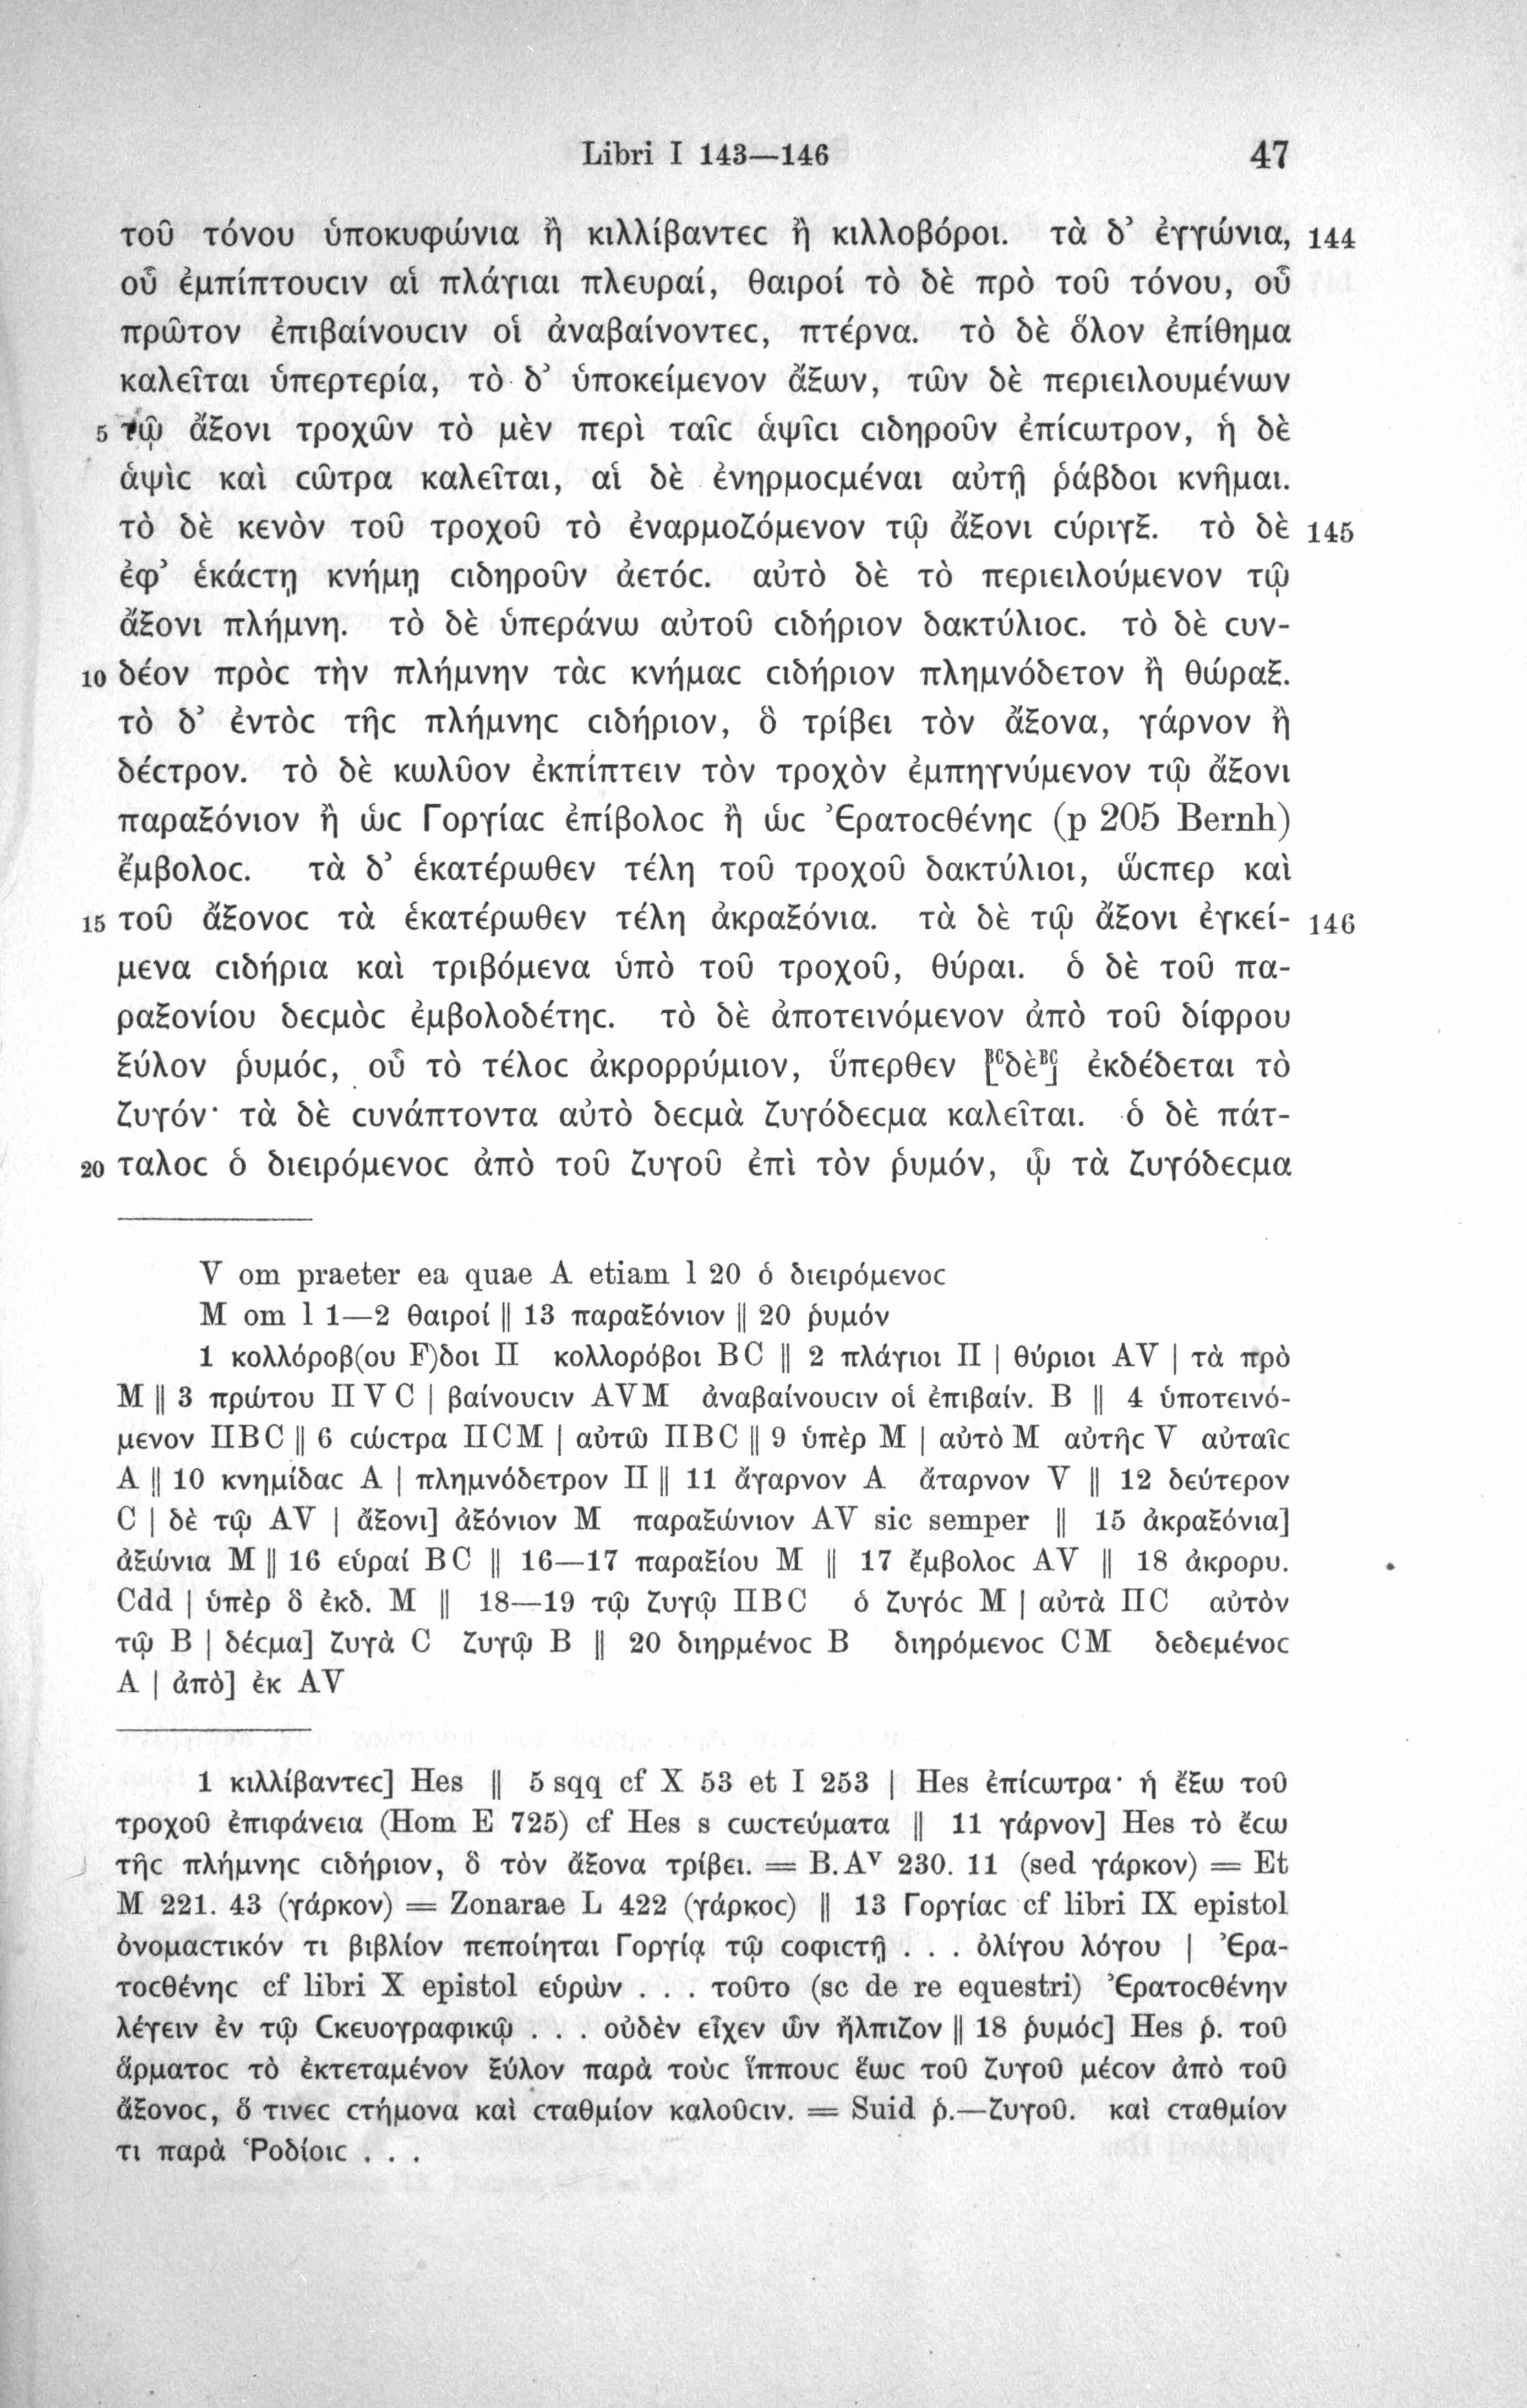 Libri I 143—146 47
τοῦ τόνου ὑποκυφώνια ἢ κιλλίβαντεϲ ἢ κιλλοβόροι. τὰ δ’ ἐγγώνια, 144
οὗ ἐμπίπτουϲιν αἱ πλάγιαι πλευραί, θαιροί τὸ δὲ πρὸ τοῦ τόνου, οὗ
πρῶτον ἐπιβαίνουϲιν οἱ ἀναβαίνοντεϲ, πτέρνα. τὸ δὲ ὅλον ἐπίθημα
καλεῖται ὑπερτερία, τὸ δ’ ὑποκείμενον ἄξων, τῶν δὲ περιειλουμένων
5 τῷ ἄξονι τροχῶν τὸ μὲν περὶ ταῖϲ ἁψῖϲι ϲιδηροῦν ἐπίϲωτρον, ἡ δὲ
ἁψὶϲ καὶ ϲῶτρα καλεῖται, αἱ δὲ ἐνηρμοϲμέναι αὐτῇ ῥάβδοι κνῆμαι.
τὸ δὲ κενὸν τοῦ τροχοῦ τὸ ἐναρμοζόμενον τῷ ἄξονι ϲύριγξ. τὸ δὲ 145
ἐφ’ ἑκάϲτῃ κνήμῃ ϲιδηροῦν ἀετόϲ. αὐτὸ δὲ τὸ περιειλούμενον τῷ
ἄξονι πλήμνη. τὸ δὲ ὑπεράνω αὐτοῦ ϲιδήριον δακτύλιοϲ. τὸ δὲ ϲυν-
10 δέον πρὸϲ τὴν πλήμνην τὰϲ κνήμαϲ ϲιδήριον πλημνόδετον ἢ θώραξ.
τὸ δ’ ἐντὸϲ τῆϲ πλήμνηϲ ϲιδήριον, ὃ τρίβει τὸν ἄξονα, γάρνον ἢ
δέϲτρον. τὸ δὲ κωλῦον ἐκπίπτειν τὸν τροχὸν ἐμπηγνύμενον τῷ ἄξονι
παραξόνιον ἢ ὡϲ Γοργίαϲ ἐπίβολοϲ ἢ ὡϲ Ἐρατοϲθένηϲ (p 205 Bernh)
ἔμβολοϲ. τὰ δ’ ἑκατέρωθεν τέλη τοῦ τροχοῦ δακτύλιοι, ὥϲπερ καὶ
15 τοῦ ἄξονοϲ τὰ ἑκατέρωθεν τέλη ἀκραξόνια. τὰ δὲ τῷ ἄξονι ἐγκεί- 146
μενα ϲιδήρια καὶ τριβόμενα ὑπὸ τοῦ τροχοῦ, θύραι. ὁ δὲ τοῦ πα-
ραξονίου δεϲμὸϲ ἐμβολοδέτηϲ. τὸ δὲ ἀποτεινόμενον ἀπὸ τοῦ δίφρου
ξύλον ῥυμόϲ, οὗ τὸ τέλοϲ ἀκρορρύμιον, ὕπερθεν [BCδὲBC] ἐκδέδεται τὸ
ζυγόν· τὰ δὲ ϲυνάπτοντα αὐτὸ δεϲμὰ ζυγόδεϲμα καλεῖται. ὁ δὲ πάτ-
20 ταλοϲ ὁ διειρόμενοϲ ἀπὸ τοῦ ζυγοῦ ἐπὶ τὸν ῥυμόν, ᾧ τὰ ζυγόδεϲμα
V om praeter ea quae A etiam l 20 ὁ διειρόμενοϲ
M om l 1—2 θαιροί || 13 παραξόνιον || 20 ῥυμόν
1 κολλόροβ(ου F)δοι II κολλορόβοι BC || 2 πλάγιοι II | θύριοι AV | τὰ πρὸ
M || 3 πρώτου II V C | βαίνουϲιν AVM ἀναβαίνουϲιν οἱ ἐπιβαίν. B || 4 ὑποτεινό-
μενον IIBC || 6 ϲώϲτρα IICM | αὐτῶ IIBC || 9 ὑπὲρ M | αὐτὸ M αὐτῆϲ V αὐταῖϲ
A || 10 κνημίδαϲ A | πλημνόδετρον II || 11 ἄγαρνον A ἄταρνον V || 12 δεύτερον
C | δὲ τῷ AV | ἄξονι] ἀξόνιον M παραξώνιον AV sic semper || 15 ἀκραξόνια]
ἀξώνια M || 16 εὑραί BC || 16—17 παραξίου M || 17 ἔμβολοϲ AV || 18 ἀκρορυ.
Cdd | ὑπὲρ ὃ ἐκδ. M || 18—19 τῷ ζυγῷ IIBC ὁ ζυγόϲ M | αὐτὰ IIC αὐτὸν
τῷ B | δέϲμα] ζυγὰ C ζυγῷ B || 20 διηρμένοϲ B διηρόμενοϲ CM δεδεμένοϲ
A | ἀπὸ] ἐκ AV
1 κιλλίβαντεϲ] Hes || 5 sqq cf X 53 et I 253 | Hes ἐπίϲωτρα· ἡ ἔξω τοῦ
τροχοῦ ἐπιφάνεια (Hom E 725) cf Hes s ϲωϲτεύματα || 11 γάρνον] Hes τὸ ἔϲω
τῆϲ πλήμνηϲ ϲιδήριον, ὃ τὸν ἄξονα τρίβει. = B.Aᵛ 230. 11 (sed γάρκον) = Et
M 221. 43 (γάρκον) = Zonarae L 422 (γάρκοϲ) || 13 Γοργίαϲ cf libri IX epistol
ὀνομαϲτικόν τι βιβλίον πεποίηται Γοργίᾳ τῷ ϲοφιϲτῇ . . . ὀλίγου λόγου | Ἐρα-
τοϲθένηϲ cf libri X epistol εὑρὼν . . . τοῦτο (sc de re equestri) Ἐρατοϲθένην
λέγειν ἐν τῷ Ϲκευογραφικῷ . . . οὐδὲν εἶχεν ὧν ἤλπιζον || 18 ῥυμόϲ] Hes ῥ. τοῦ
ἅρματοϲ τὸ ἐκτεταμένον ξύλον παρὰ τοὺϲ ἵππουϲ ἕωϲ τοῦ ζυγοῦ μέϲον ἀπὸ τοῦ
ἄξονοϲ, ὅ τινεϲ ϲτήμονα καὶ ϲταθμίον καλοῦϲιν. = Suid ῥ.—ζυγοῦ. καὶ ϲταθμίον
τι παρὰ Ῥοδίοιϲ . . .